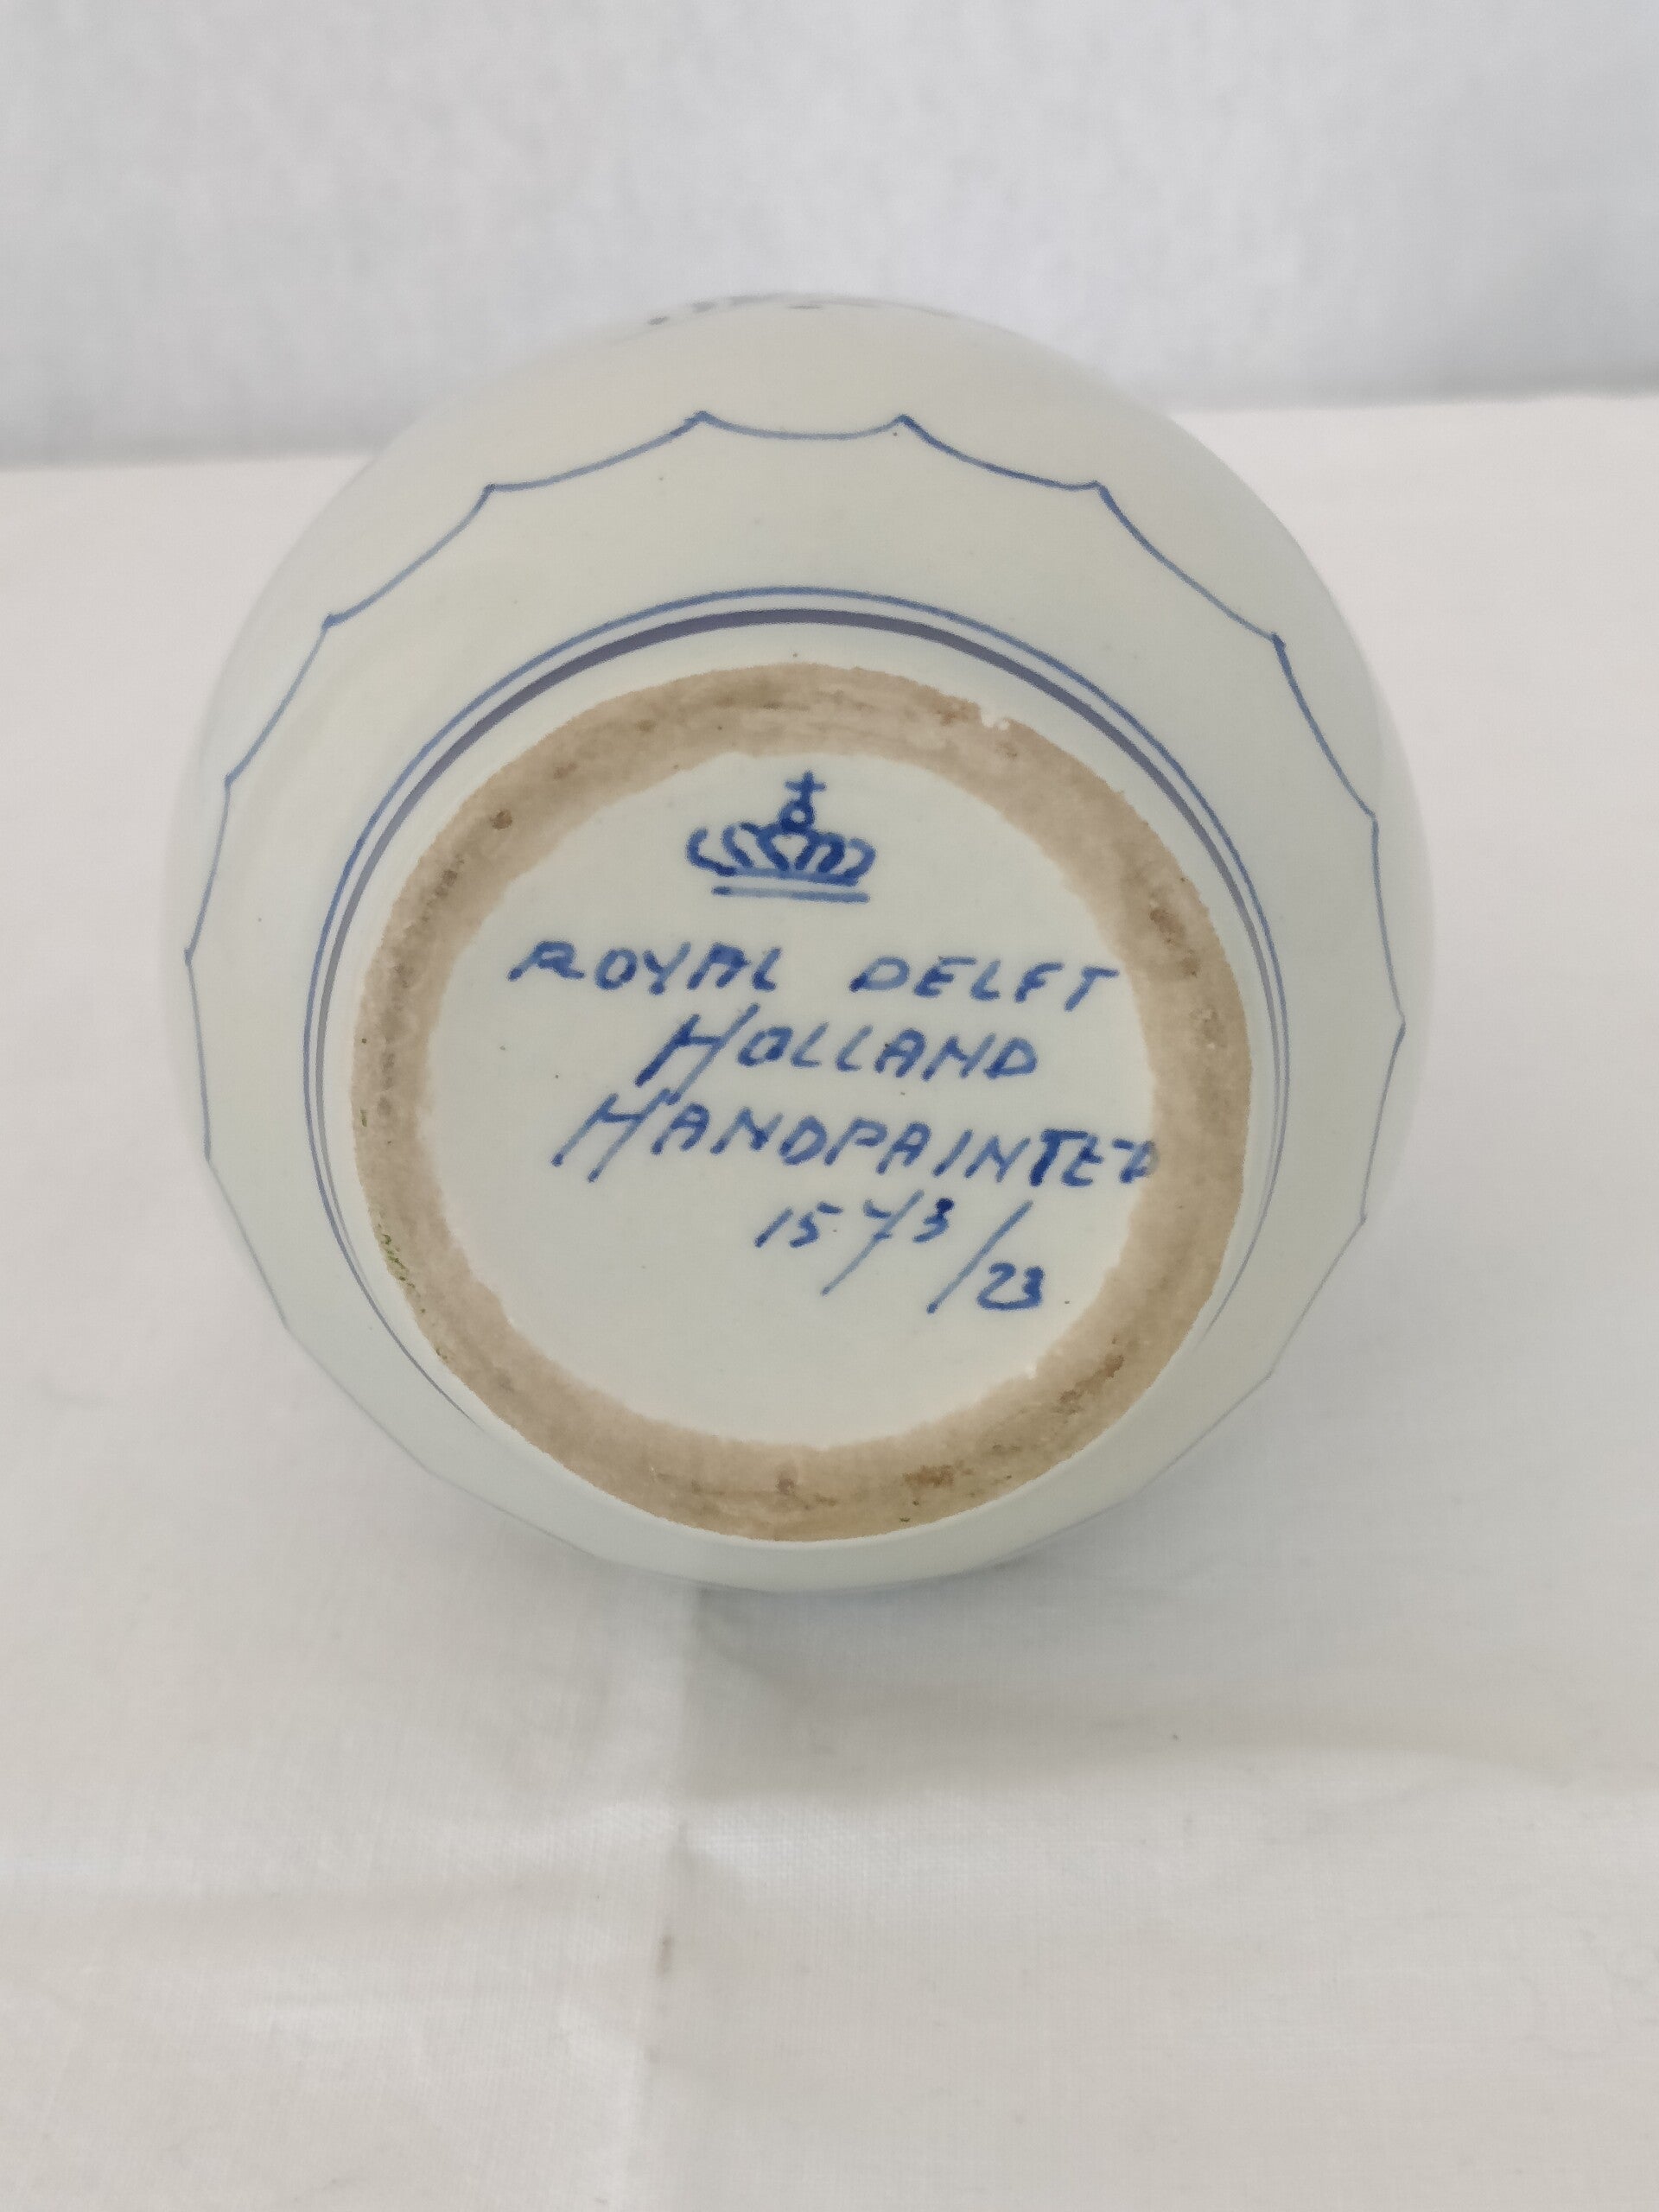 ROYAL DELFT
HOLLAND
HANDPAINTED
1573/23